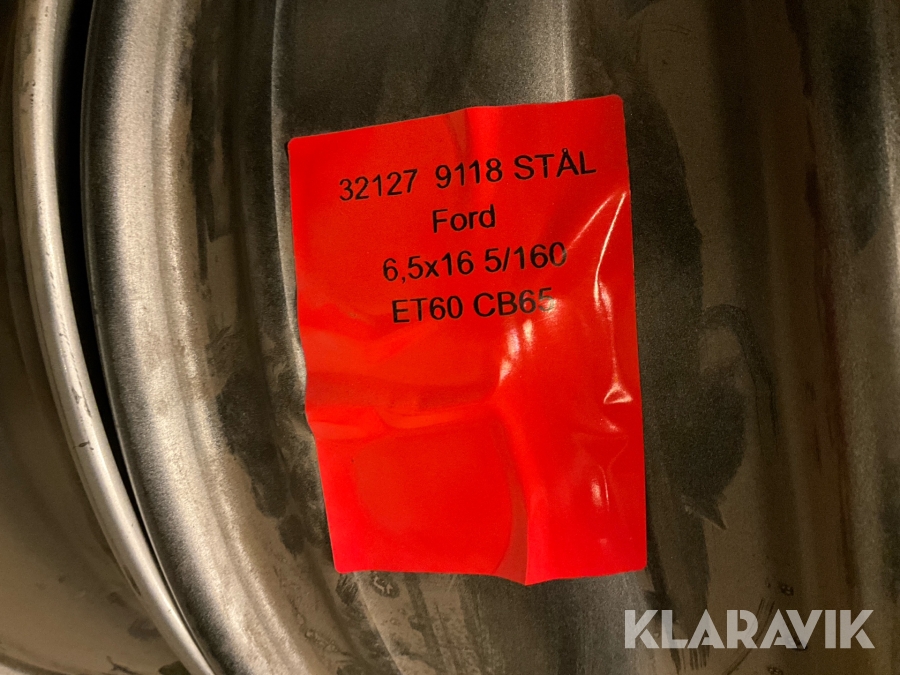 32127 9118 STÅL
Ford
6,5x16 5/160
ET60 CB65
KLARAVIK